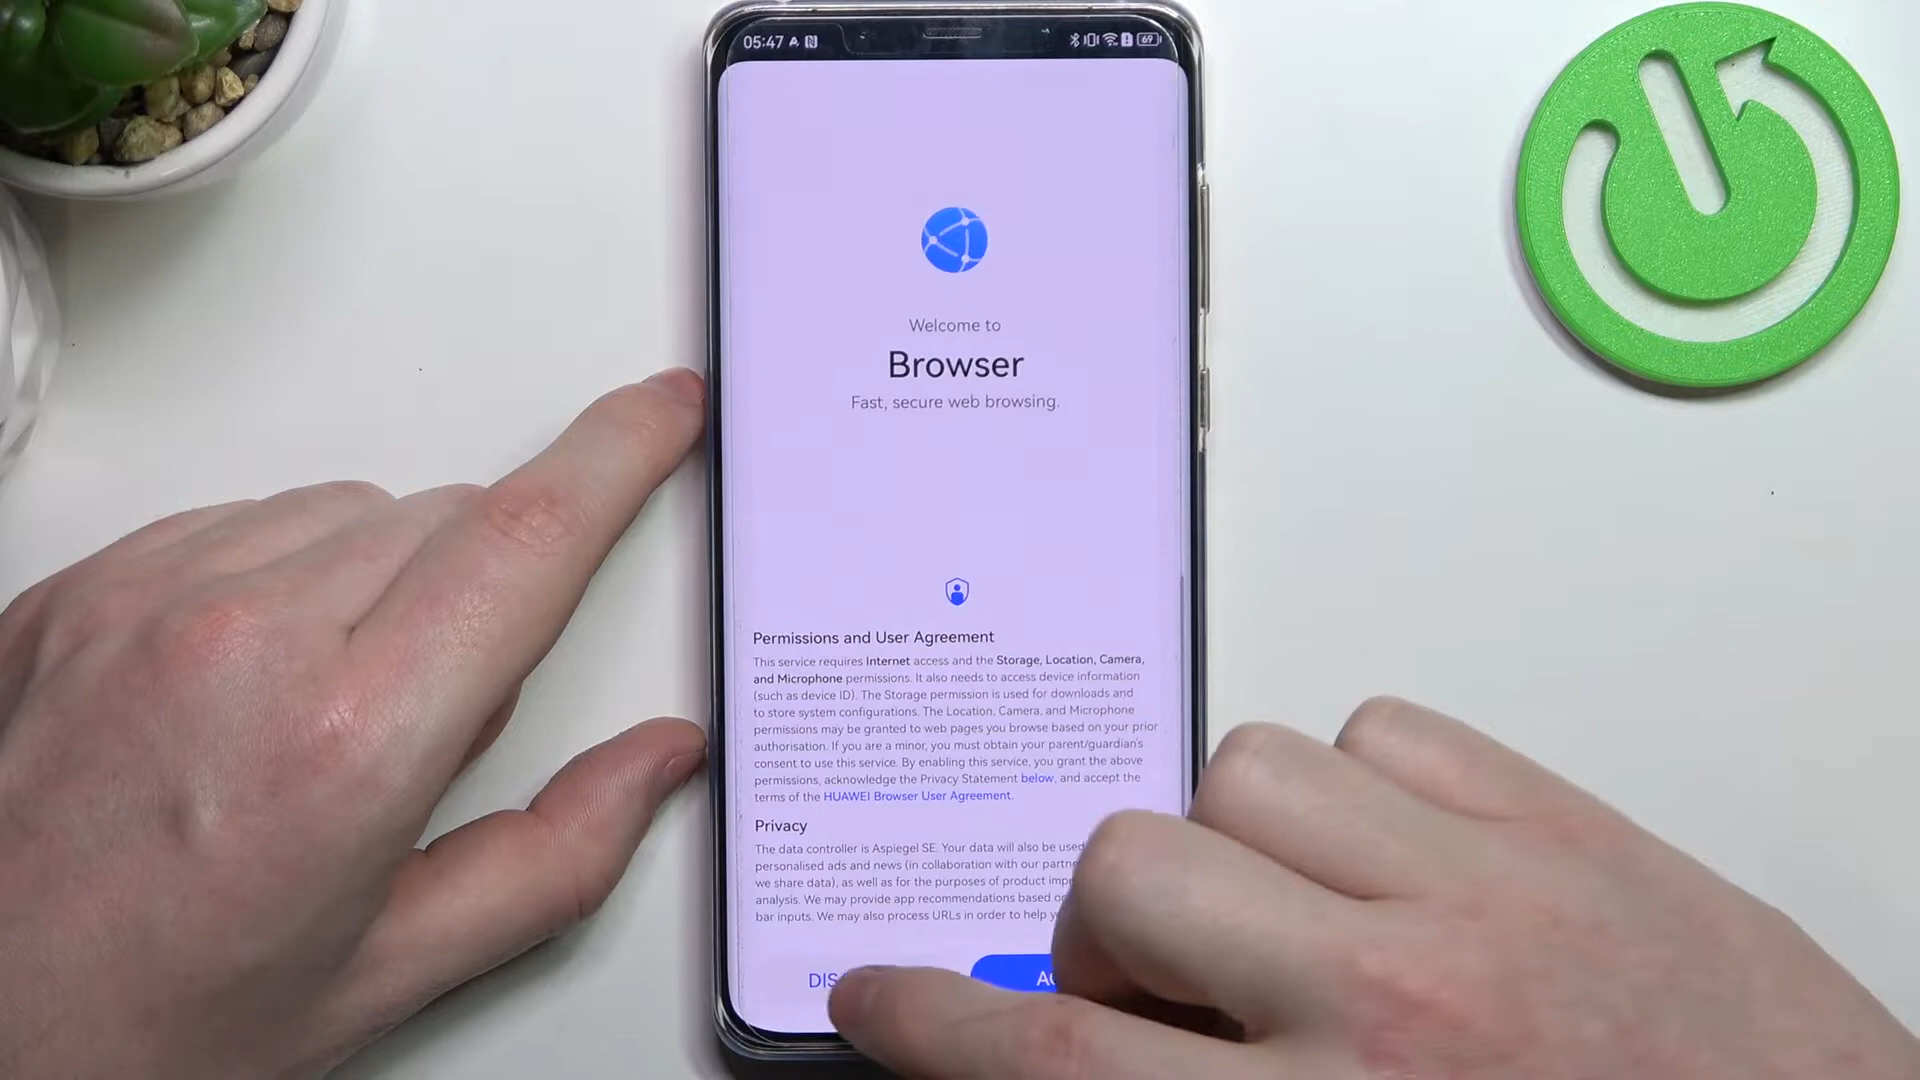 05:47
69
Welcome to
Browser
Fast, secure web browsing.
Permissions and User Agreement
This service requires Internet access and the Storage, Location, Camera,
and Microphone permissions. It also needs to access device information
(such as device ID). The Storage permission is used for downloads and
to store system configurations. The Location, Camera, and Microphone
permissions may be granted to web pages you browse based on your prior
authorisation. If you are a minor, you must obtain your parent/guardian's
consent to use this service. By enabling this service, you grant the above
permissions, acknowledge the Privacy Statement below, and accept the
terms of the HUAWEI Browser User Agreement.
Privacy
The data controller is Aspiegel SE. Your data will also be used
personalised ads and news (in collaboration with our
we share data), as well as for the purposes of product
analysis. We may provide app recommendations based
bar inputs. We may also process URLs in order to help